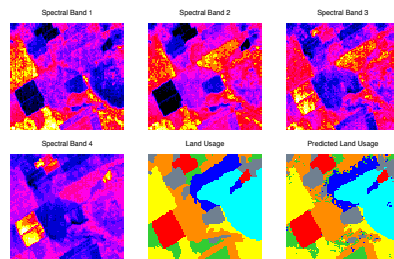 Spectral Band 1
Spectral Band 2
Spectral Band 3
Spectral Band 4
Land Usage
Predicted Land Usage